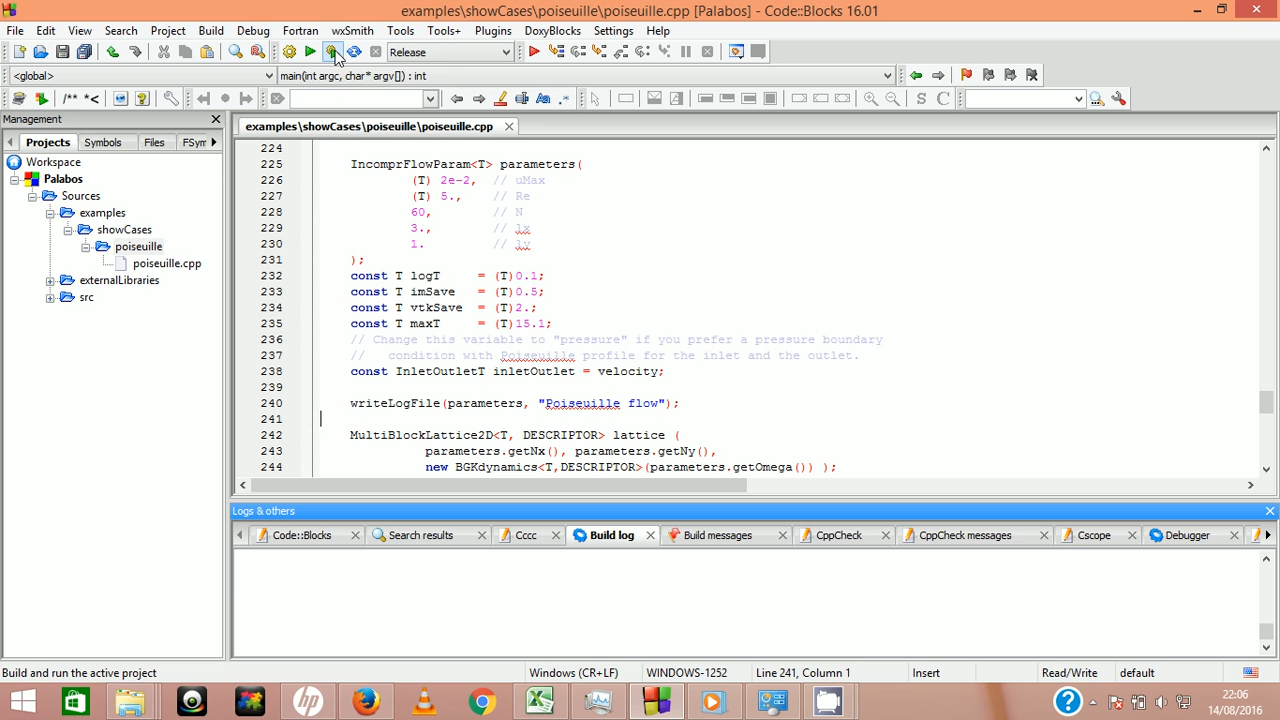 examples\showCases\poiseuille\poiseuille.cpp [Palabos] - Code::Blocks 16.01
File Edit View Search Project Build Debug Fortran wxSmith Tools Tools+ Plugins DoxyBlocks Settings Help
Release
<global> main(int argc, char* argv[]) : int
/** *<
Management
Projects Symbols Files FSym
Workspace
Palabos
Sources
examples
showCases
poiseuille
poiseuille.cpp
externalLibraries
src
examples\showCases\poiseuille\poiseuille.cpp
224
225 IncomprFlowParam<T> parameters(
226 (T) 2e-2, // uMax
227 (T) 5., // Re
228 60, // N
229 3., // lx
230 1. // ly
231 );
232 const T logT = (T)0.1;
233 const T imSave = (T)0.5;
234 const T vtkSave = (T)2.;
235 const T maxT = (T)15.1;
236 // Change this variable to "pressure" if you prefer a pressure boundary
237 // condition with Poiseuille profile for the inlet and the outlet.
238 const InletOutletT inletOutlet = velocity;
239
240 writeLogFile(parameters, "Poiseuille flow");
241
242 MultiBlockLattice2D<T, DESCRIPTOR> lattice (
243 parameters.getNx(), parameters.getNy(),
244 new BGKdynamics<T,DESCRIPTOR>(parameters.getOmega()) );
Logs & others
Code::Blocks Search results Cccc Build log Build messages CppCheck CppCheck messages Cscope Debugger
Build and run the active project Windows (CR+LF) WINDOWS-1252 Line 241, Column 1 Insert Read/Write default
22:06
14/08/2016